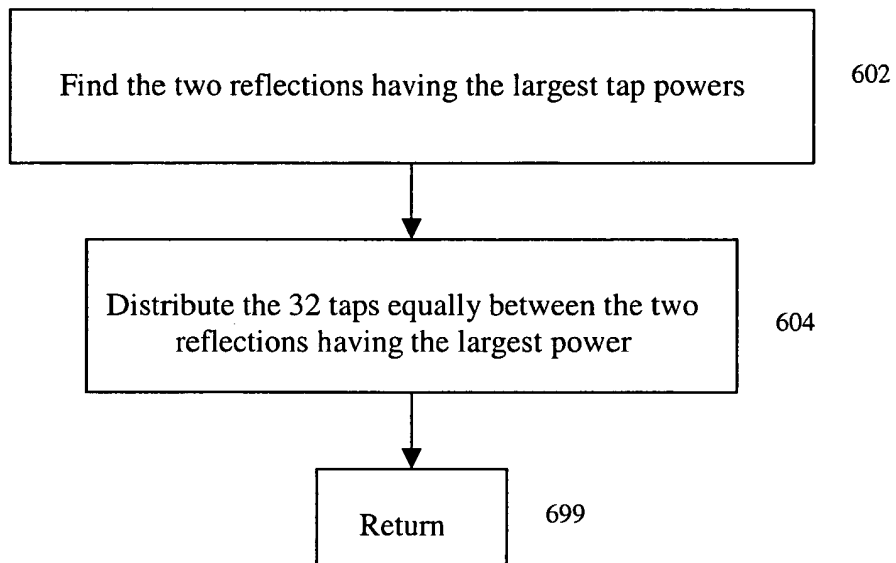 Find the two reflections having the largest tap powers
602
Distribute the 32 taps equally between the two
reflections having the largest power
604
Return
699